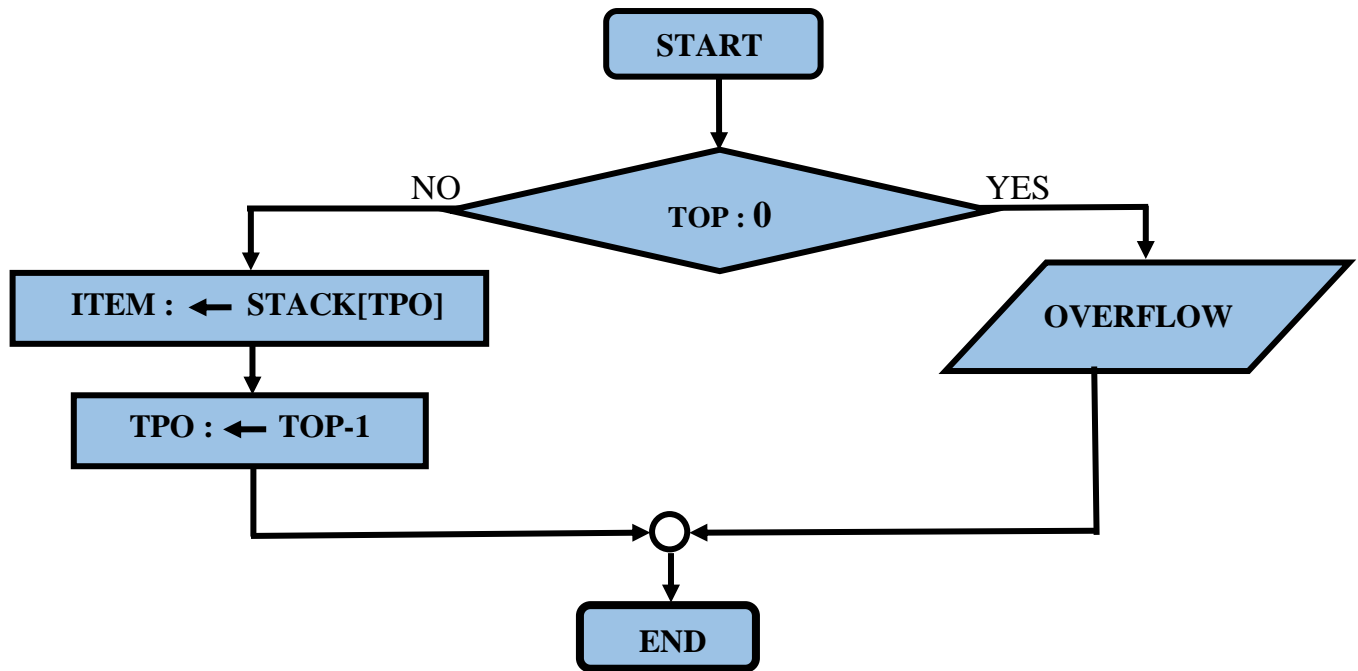 START
NO
YES
TOP : 0
ITEM : ← STACK[TPO]
OVERFLOW
TPO : ← TOP-1
END